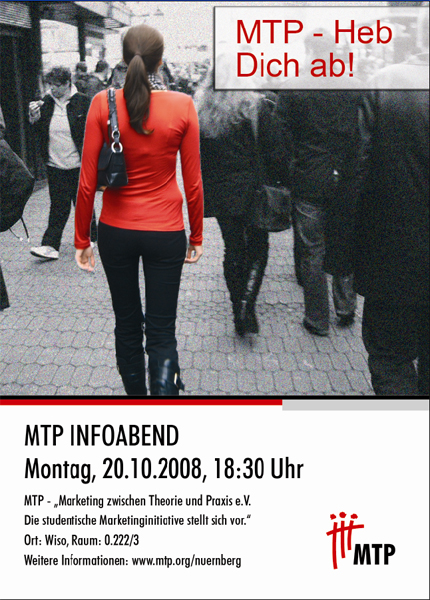 MTP - Heb
Dich ab!
MTP INFOABEND
Montag, 20.10.2008, 18:30 Uhr
MTP - „Marketing zwischen Theorie und Praxis e.V.
Die studentische Marketinginitiative stellt sich vor.“
Ort: Wiso, Raum: 0.222/3
Weitere Informationen: www.mtp.org/nuernberg
MTP